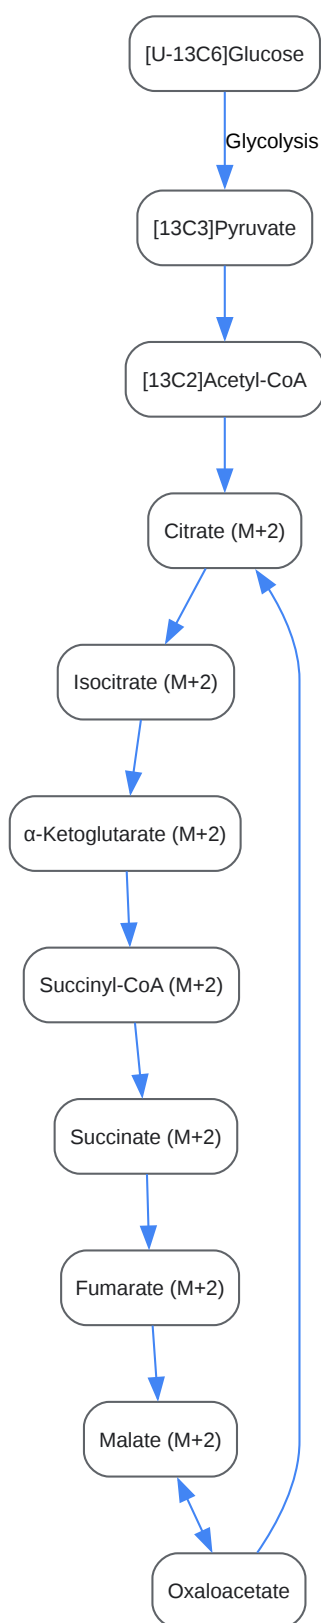 [U-13C6]Glucose
Glycolysis
[13C3]Pyruvate
[13C2]Acetyl-CoA
Citrate (M+2)
Isocitrate (M+2)
α-Ketoglutarate (M+2)
Succinyl-CoA (M+2)
Succinate (M+2)
Fumarate (M+2)
Malate (M+2)
Oxaloacetate